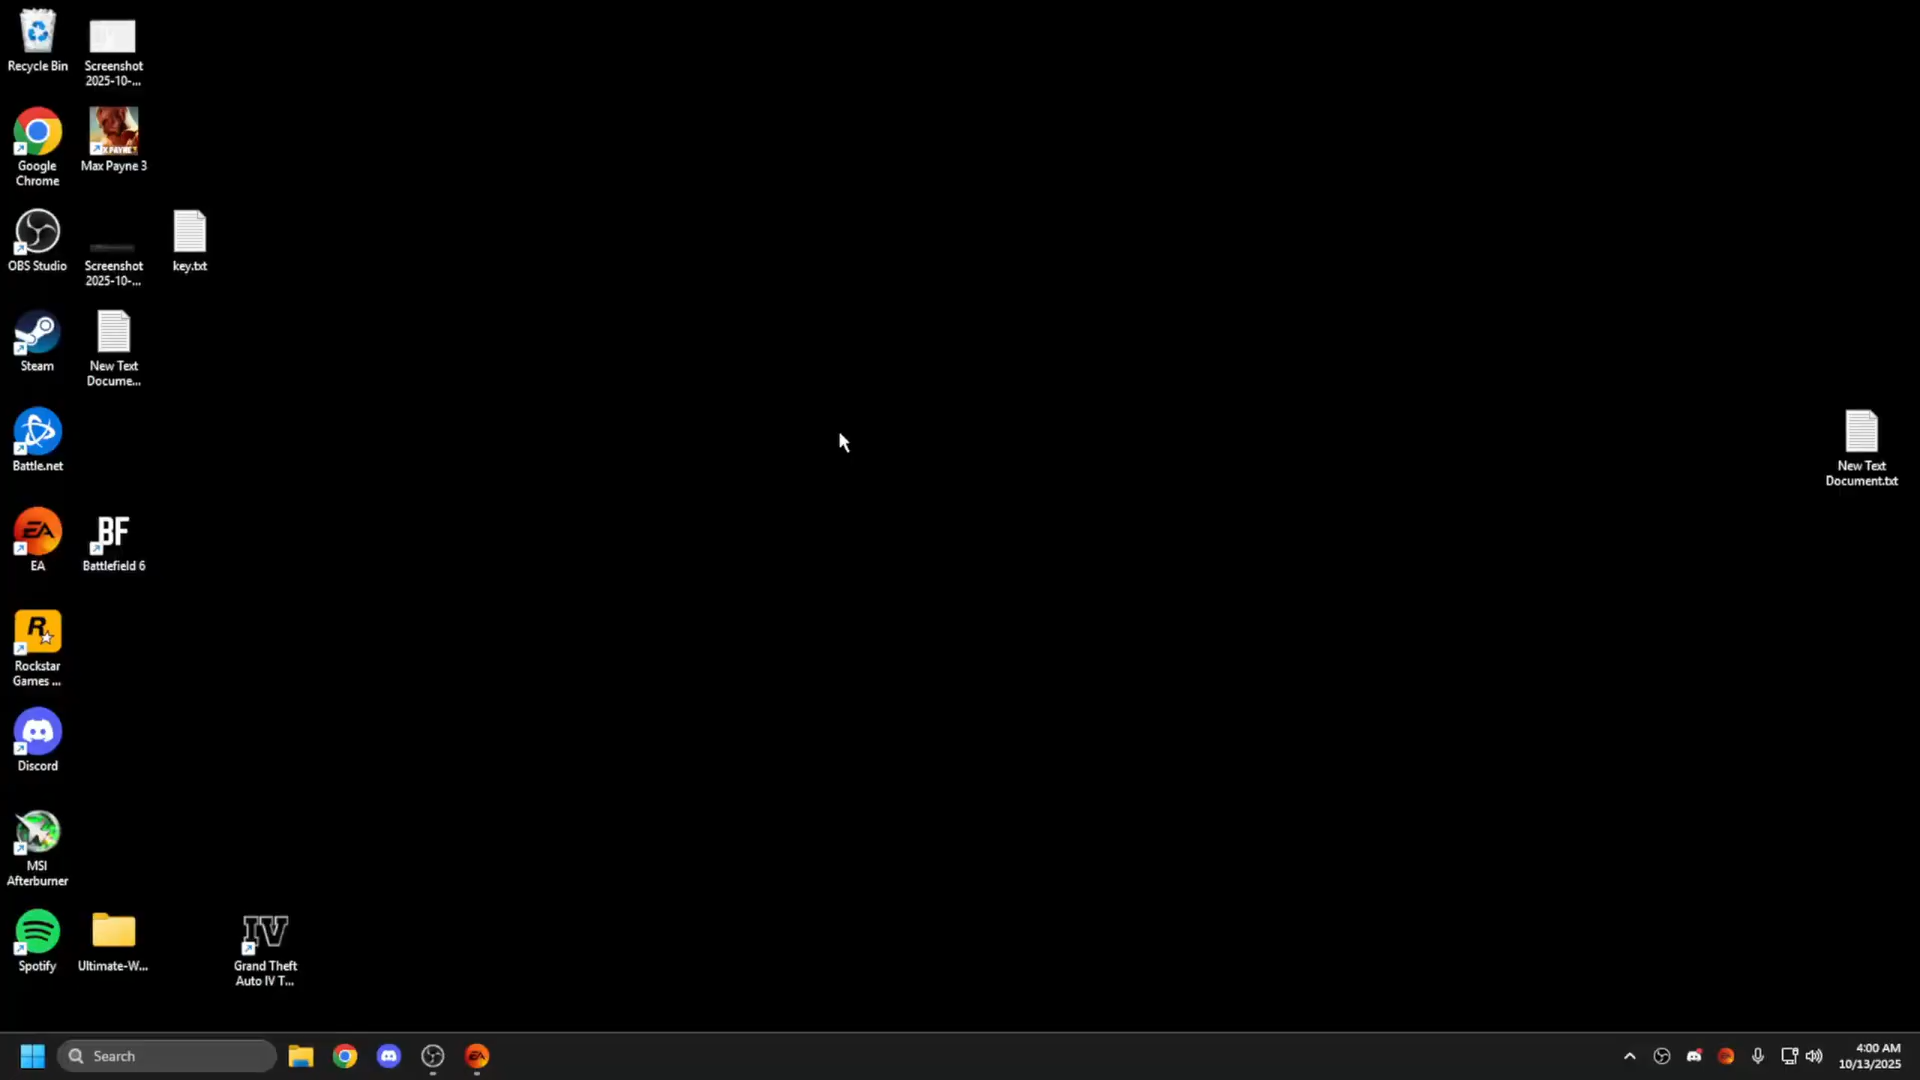 Recycle Bin
Screenshot
2025-10-...
Google
Chrome
Max Payne 3
OBS Studio
Screenshot
2025-10-...
key.txt
Steam
New Text
Docume...
Battle.net
New Text
Document.txt
EA
BF
Battlefield 6
Rockstar
Games ...
Discord
MSI
Afterburner
Spotify
Ultimate-W...
IV
Grand Theft
Auto IV T...
Search
4:00 AM
10/13/2025